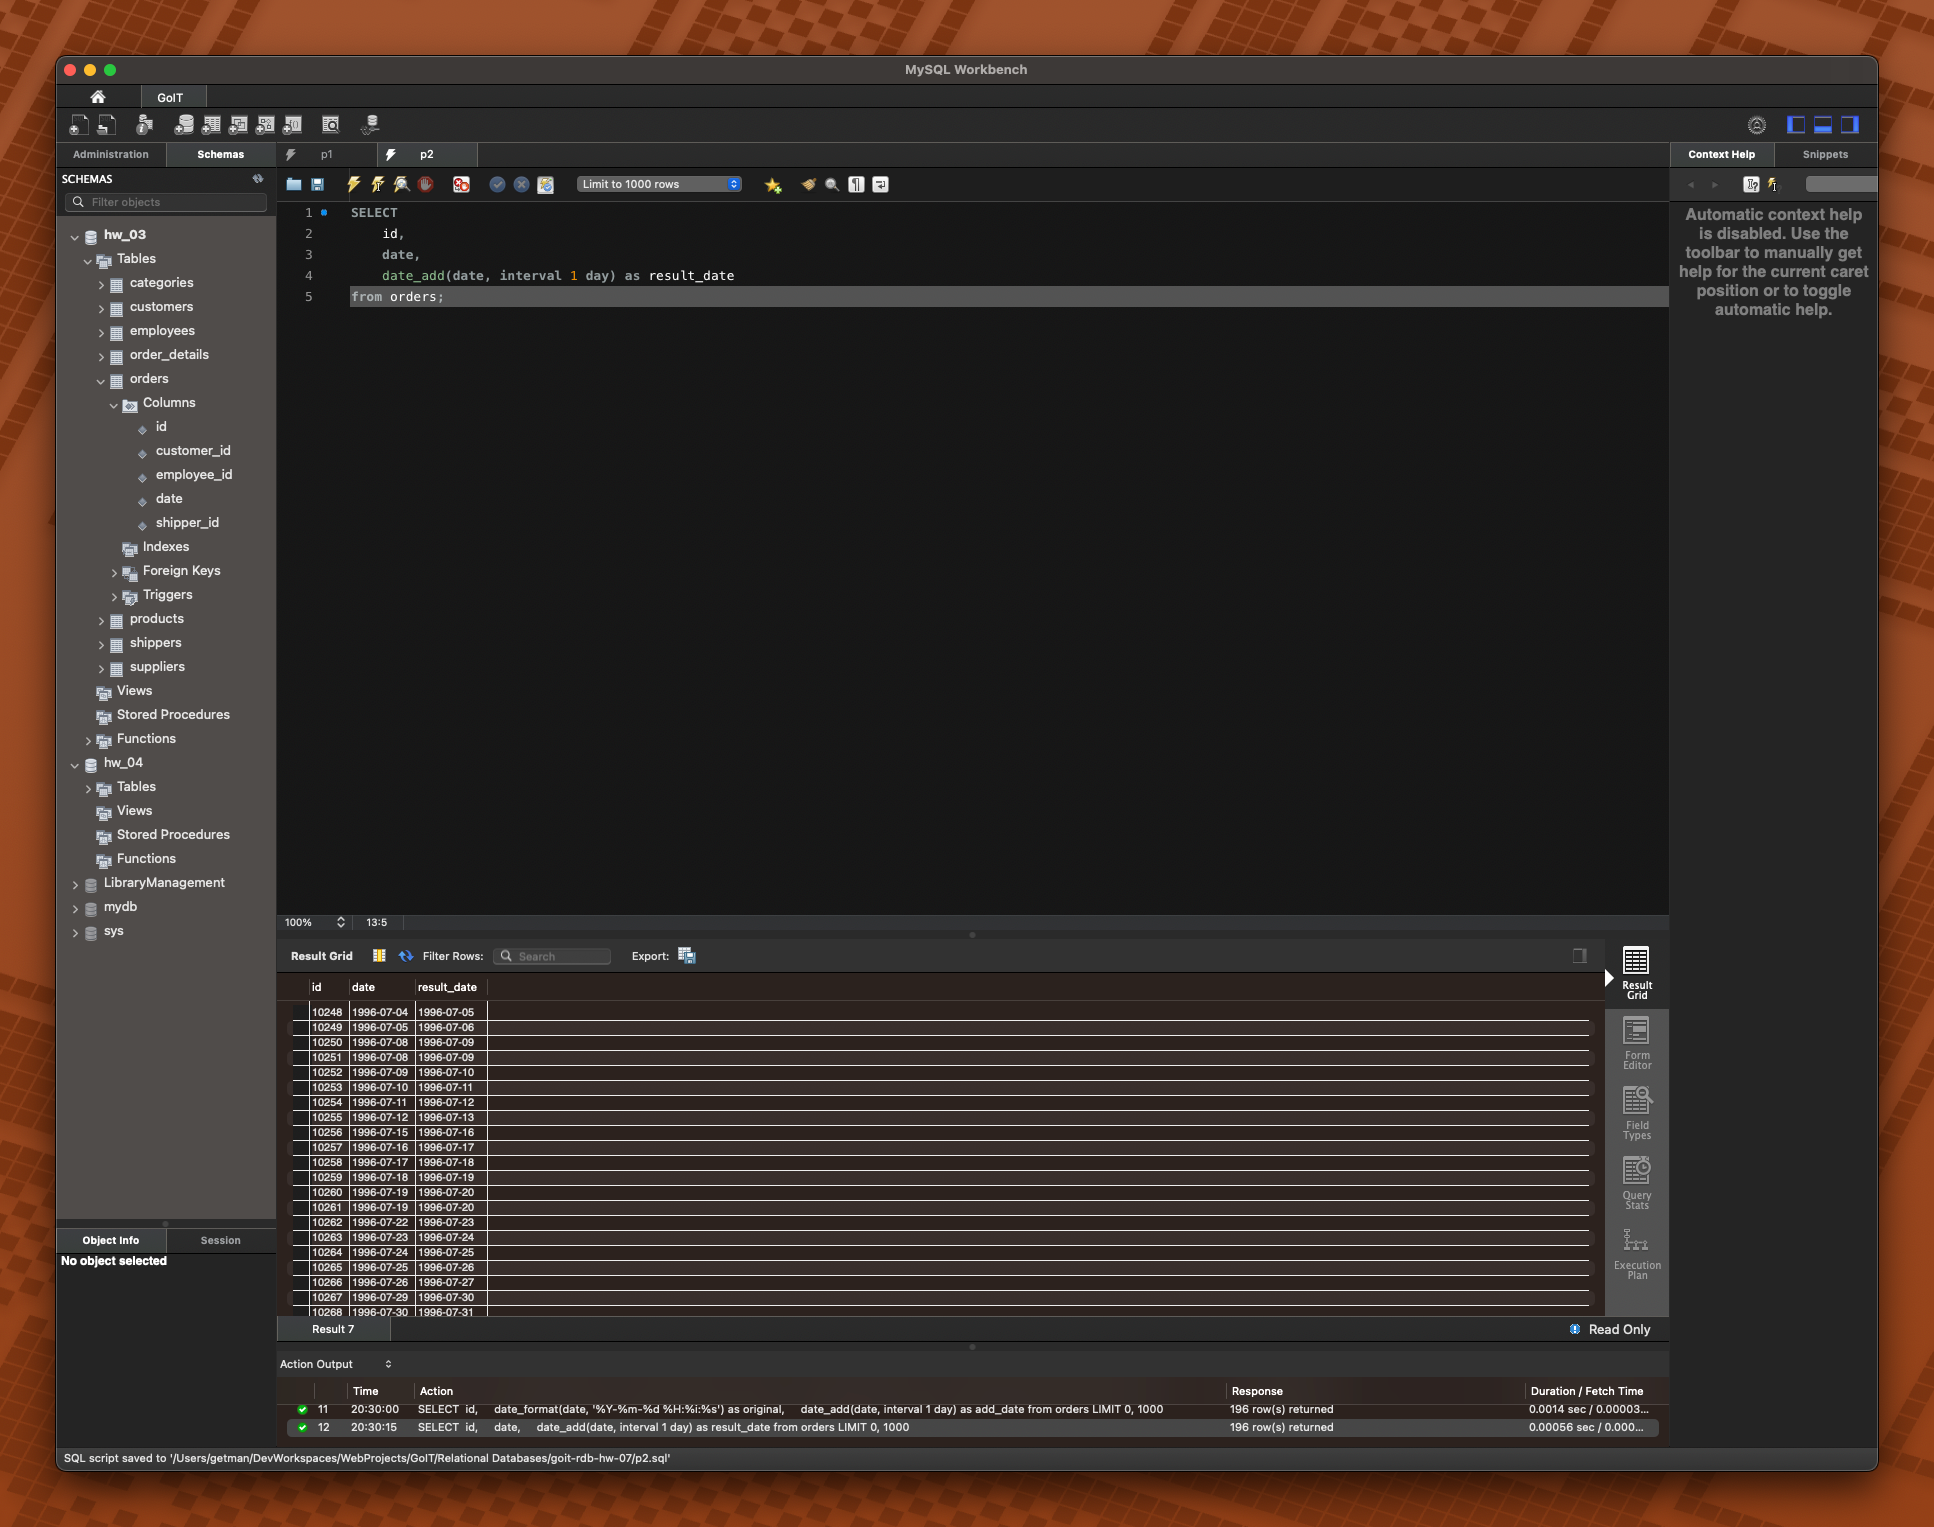 MySQL Workbench
GoIT
Administration
Schemas
p1
p2
Context Help
Snippets
SCHEMAS
Filter objects
Limit to 1000 rows
Automatic context help
is disabled. Use the
toolbar to manually get
help for the current caret
position or to toggle
automatic help.
1 SELECT
2 id,
3 date,
4 date_add(date, interval 1 day) as result_date
5 from orders;
hw_03
Tables
categories
customers
employees
order_details
orders
Columns
id
customer_id
employee_id
date
shipper_id
Indexes
Foreign Keys
Triggers
products
shippers
suppliers
Views
Stored Procedures
Functions
hw_04
Tables
Views
Stored Procedures
Functions
LibraryManagement
mydb
sys
Object Info
Session
No object selected
100%
13:5
Result Grid
Filter Rows:
Search
Export:
id date result_date
10248 1996-07-04 1996-07-05
10249 1996-07-05 1996-07-06
10250 1996-07-08 1996-07-09
10251 1996-07-08 1996-07-09
10252 1996-07-09 1996-07-10
10253 1996-07-10 1996-07-11
10254 1996-07-11 1996-07-12
10255 1996-07-12 1996-07-13
10256 1996-07-15 1996-07-16
10257 1996-07-16 1996-07-17
10258 1996-07-17 1996-07-18
10259 1996-07-18 1996-07-19
10260 1996-07-19 1996-07-20
10261 1996-07-19 1996-07-20
10262 1996-07-22 1996-07-23
10263 1996-07-23 1996-07-24
10264 1996-07-24 1996-07-25
10265 1996-07-25 1996-07-26
10266 1996-07-26 1996-07-27
10267 1996-07-29 1996-07-30
10268 1996-07-30 1996-07-31
Result
Grid
Form
Editor
Field
Types
Query
Stats
Execution
Plan
Result 7
Read Only
Action Output
Time Action Response Duration / Fetch Time
11 20:30:00 SELECT id, date_format(date, '%Y-%m-%d %H:%i:%s') as original, date_add(date, interval 1 day) as add_date from orders LIMIT 0, 1000 196 row(s) returned 0.0014 sec / 0.00003...
12 20:30:15 SELECT id, date, date_add(date, interval 1 day) as result_date from orders LIMIT 0, 1000 196 row(s) returned 0.00056 sec / 0.000...
SQL script saved to '/Users/getman/DevWorkspaces/WebProjects/GoIT/Relational Databases/goit-rdb-hw-07/p2.sql'